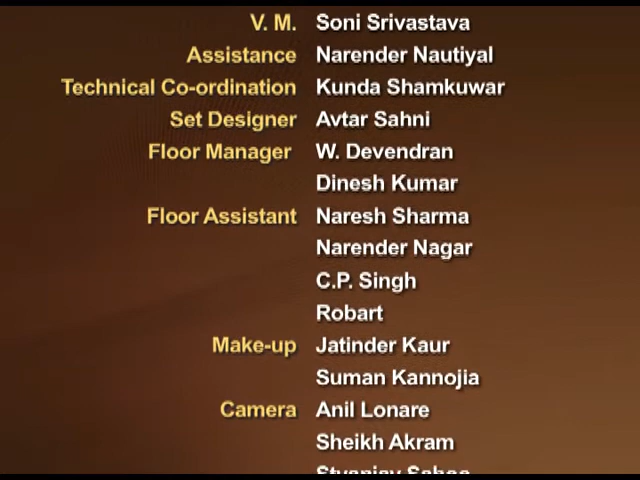 V. M. Soni Srivastava
Assistance Narender Nautiyal
Technical Co-ordination Kunda Shamkuwar
Set Designer Avtar Sahni
Floor Manager W. Devendran
Dinesh Kumar
Floor Assistant Naresh Sharma
Narender Nagar
C.P. Singh
Robart
Make-up Jatinder Kaur
Suman Kannojia
Camera Anil Lonare
Sheikh Akram